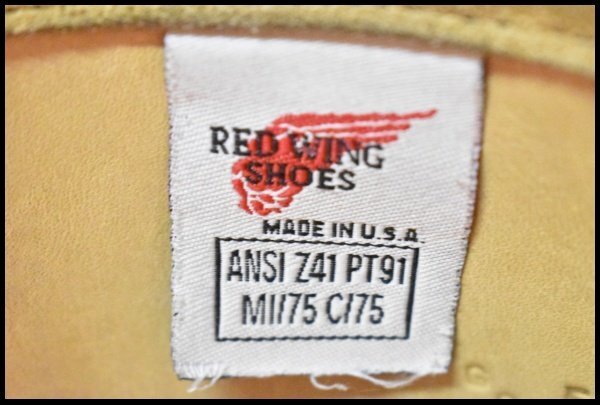 RED WING
SHOES
MADE IN U.S.A.
ANSI Z41 PT91
MI/75 C/75